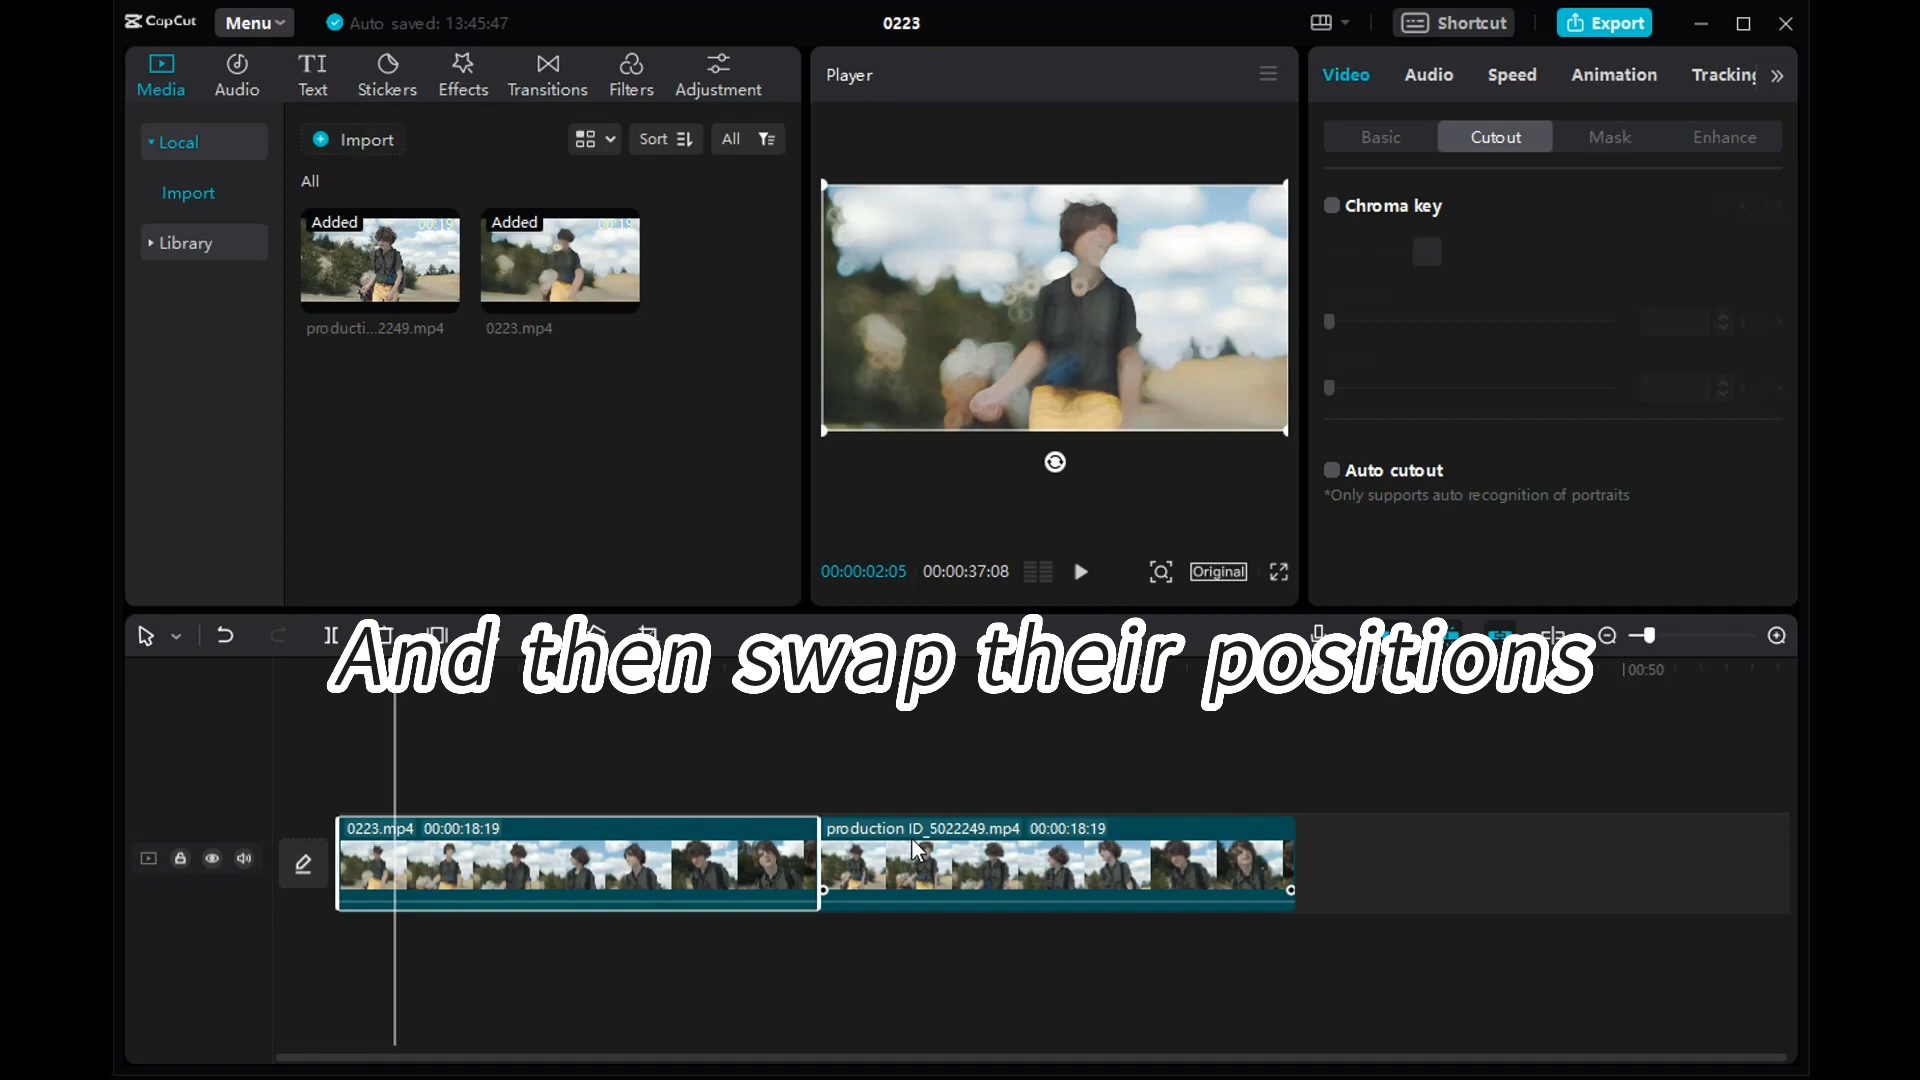 CapCut
Menu
Auto saved: 13:45:47
0223
Shortcut
Export
Media
Audio
Text
Stickers
Effects
Transitions
Filters
Adjustment
Local
Import
Library
Import
Sort
All
All
Added
00:19
Added
00:19
producti...2249.mp4
0223.mp4
Player
00:00:02:05
00:00:37:08
Original
Video
Audio
Speed
Animation
Tracking
Basic
Cutout
Mask
Enhance
Chroma key
Auto cutout
*Only supports auto recognition of portraits
And then swap their positions
00:50
0223.mp4 00:00:18:19
production ID_5022249.mp4 00:00:18:19